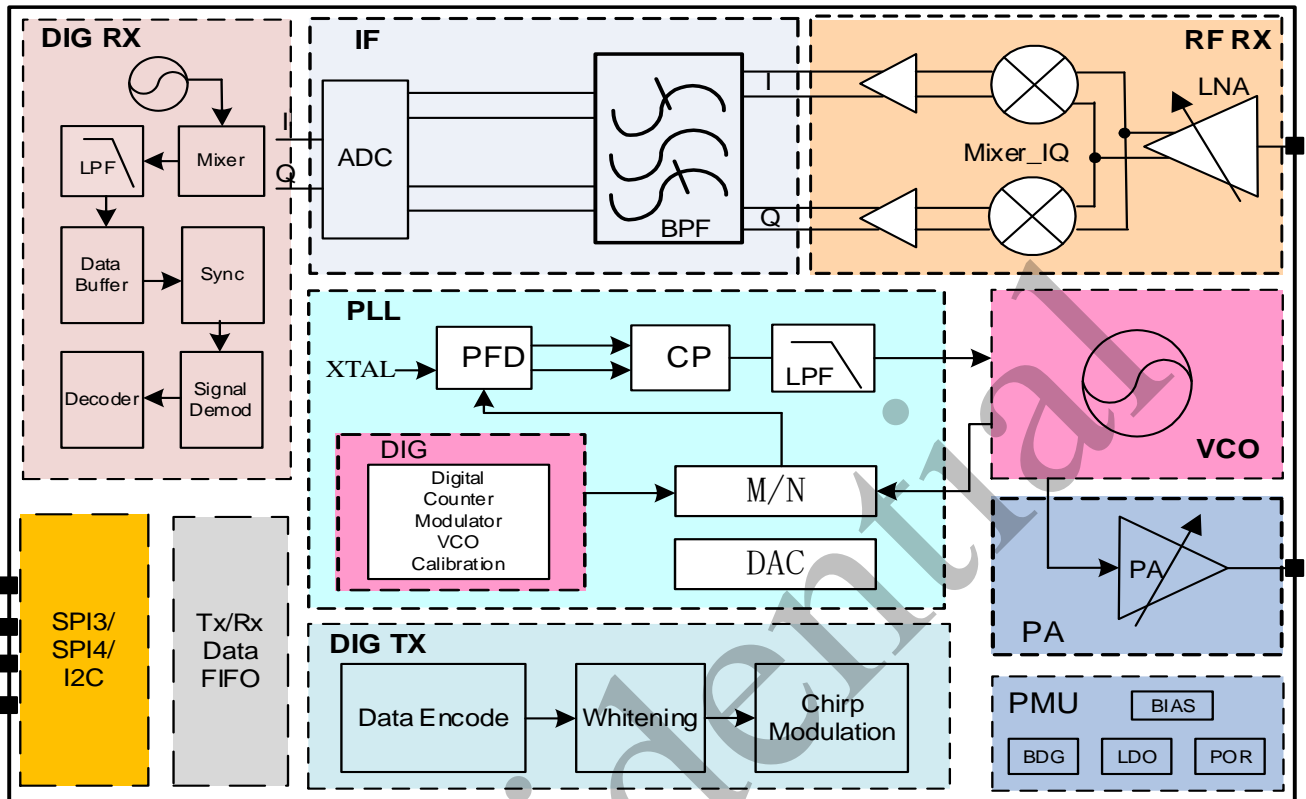 DIG RX
I
Q
LPF
Mixer
Data
Buffer
Sync
Decoder
Signal
Demod
IF
ADC
BPF
I
Q
RF RX
LNA
Mixer_IQ
PLL
XTAL
PFD
CP
LPF
DIG
Digital
Counter
Modulator
VCO
Calibration
M/N
DAC
VCO
PA
PA
SPI3/
SPI4/
I2C
Tx/Rx
Data
FIFO
DIG TX
Data Encode
Whitening
Chirp
Modulation
PMU
BIAS
BDG
LDO
POR
idential